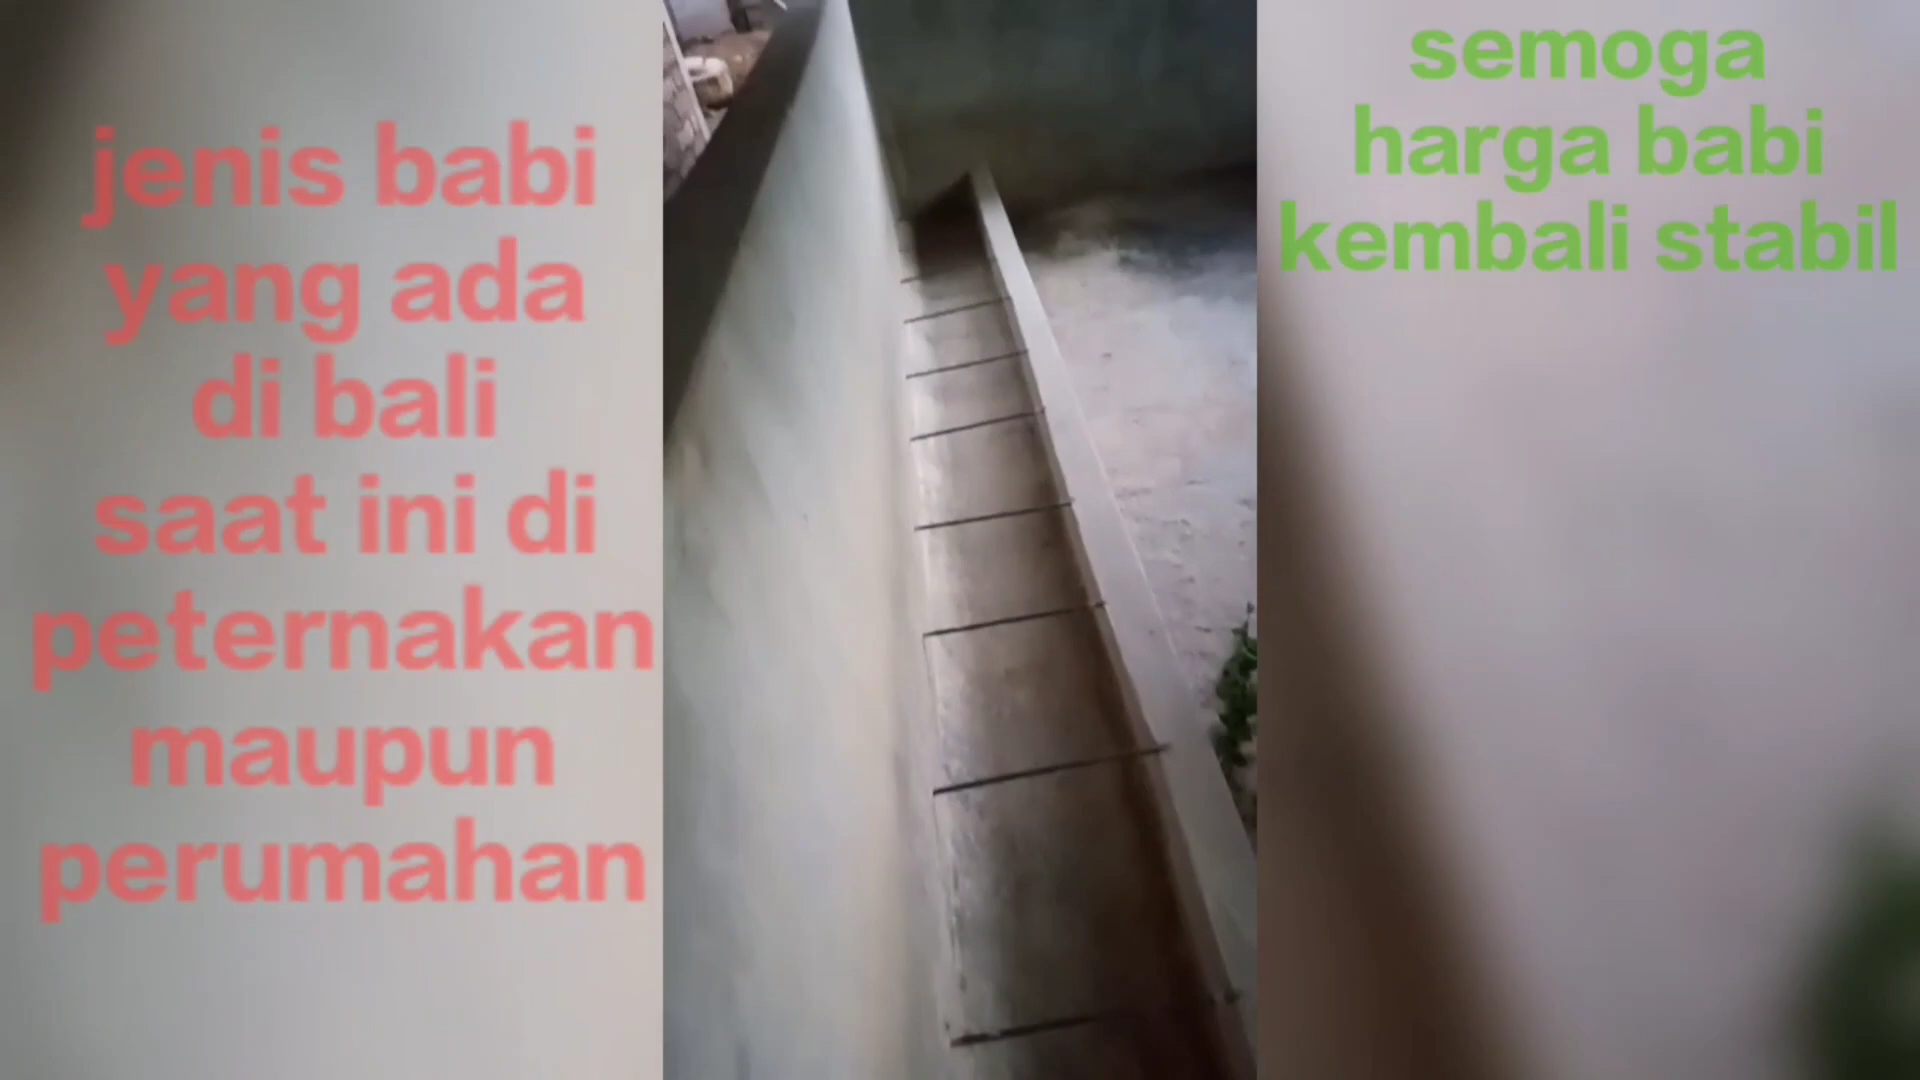 jenis babi
yang ada
di bali
saat ini di
peternakan
maupun
perumahan
semoga
harga babi
kembali stabil